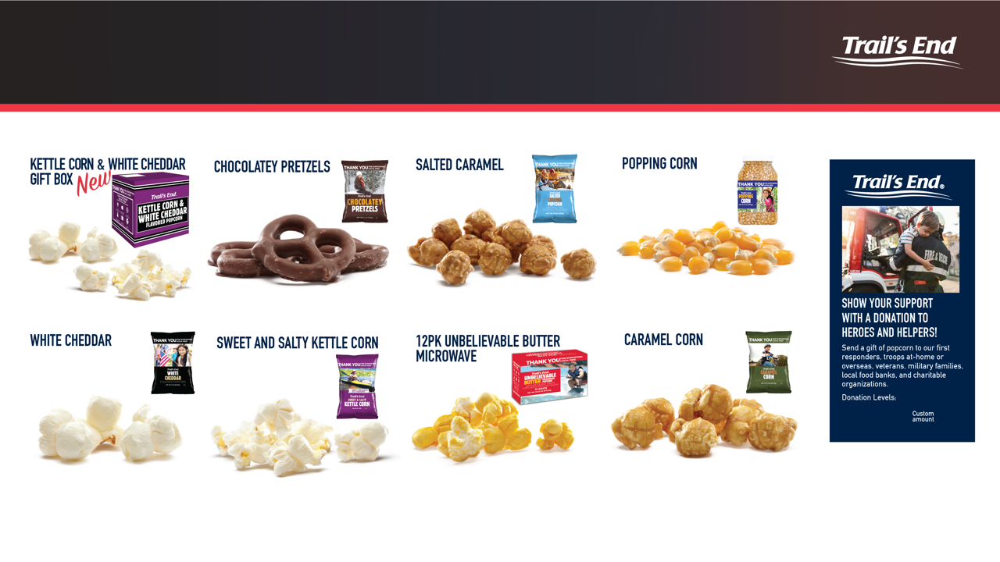 Trail's End
KETTLE CORN & WHITE CHEDDAR
GIFT BOX New
Trail's End
KETTLE CORN &
WHITE CHEDDAR
FLAVORED POPCORN
CHOCOLATEY PRETZELS
THANK YOU
CHOCOLATEY
PRETZELS
SALTED CARAMEL
THANK YOU
SALTED
CARAMEL
POPCORN
POPPING CORN
THANK YOU
POPPING
CORN
WHITE CHEDDAR
THANK YOU
WHITE
CHEDDAR
SWEET AND SALTY KETTLE CORN
THANK YOU
Trail's End
SWEET & SALTY
KETTLE CORN
12PK UNBELIEVABLE BUTTER
MICROWAVE
THANK YOU
Trail's End
UNBELIEVABLE
BUTTER
CARAMEL CORN
THANK YOU
CARAMEL
CORN
Trail's End®
FIRE & RESCUE
SHOW YOUR SUPPORT
WITH A DONATION TO
HEROES AND HELPERS!
Send a gift of popcorn to our first
responders, troops at-home or
overseas, veterans, military families,
local food banks, and charitable
organizations.
Donation Levels:
Custom
amount